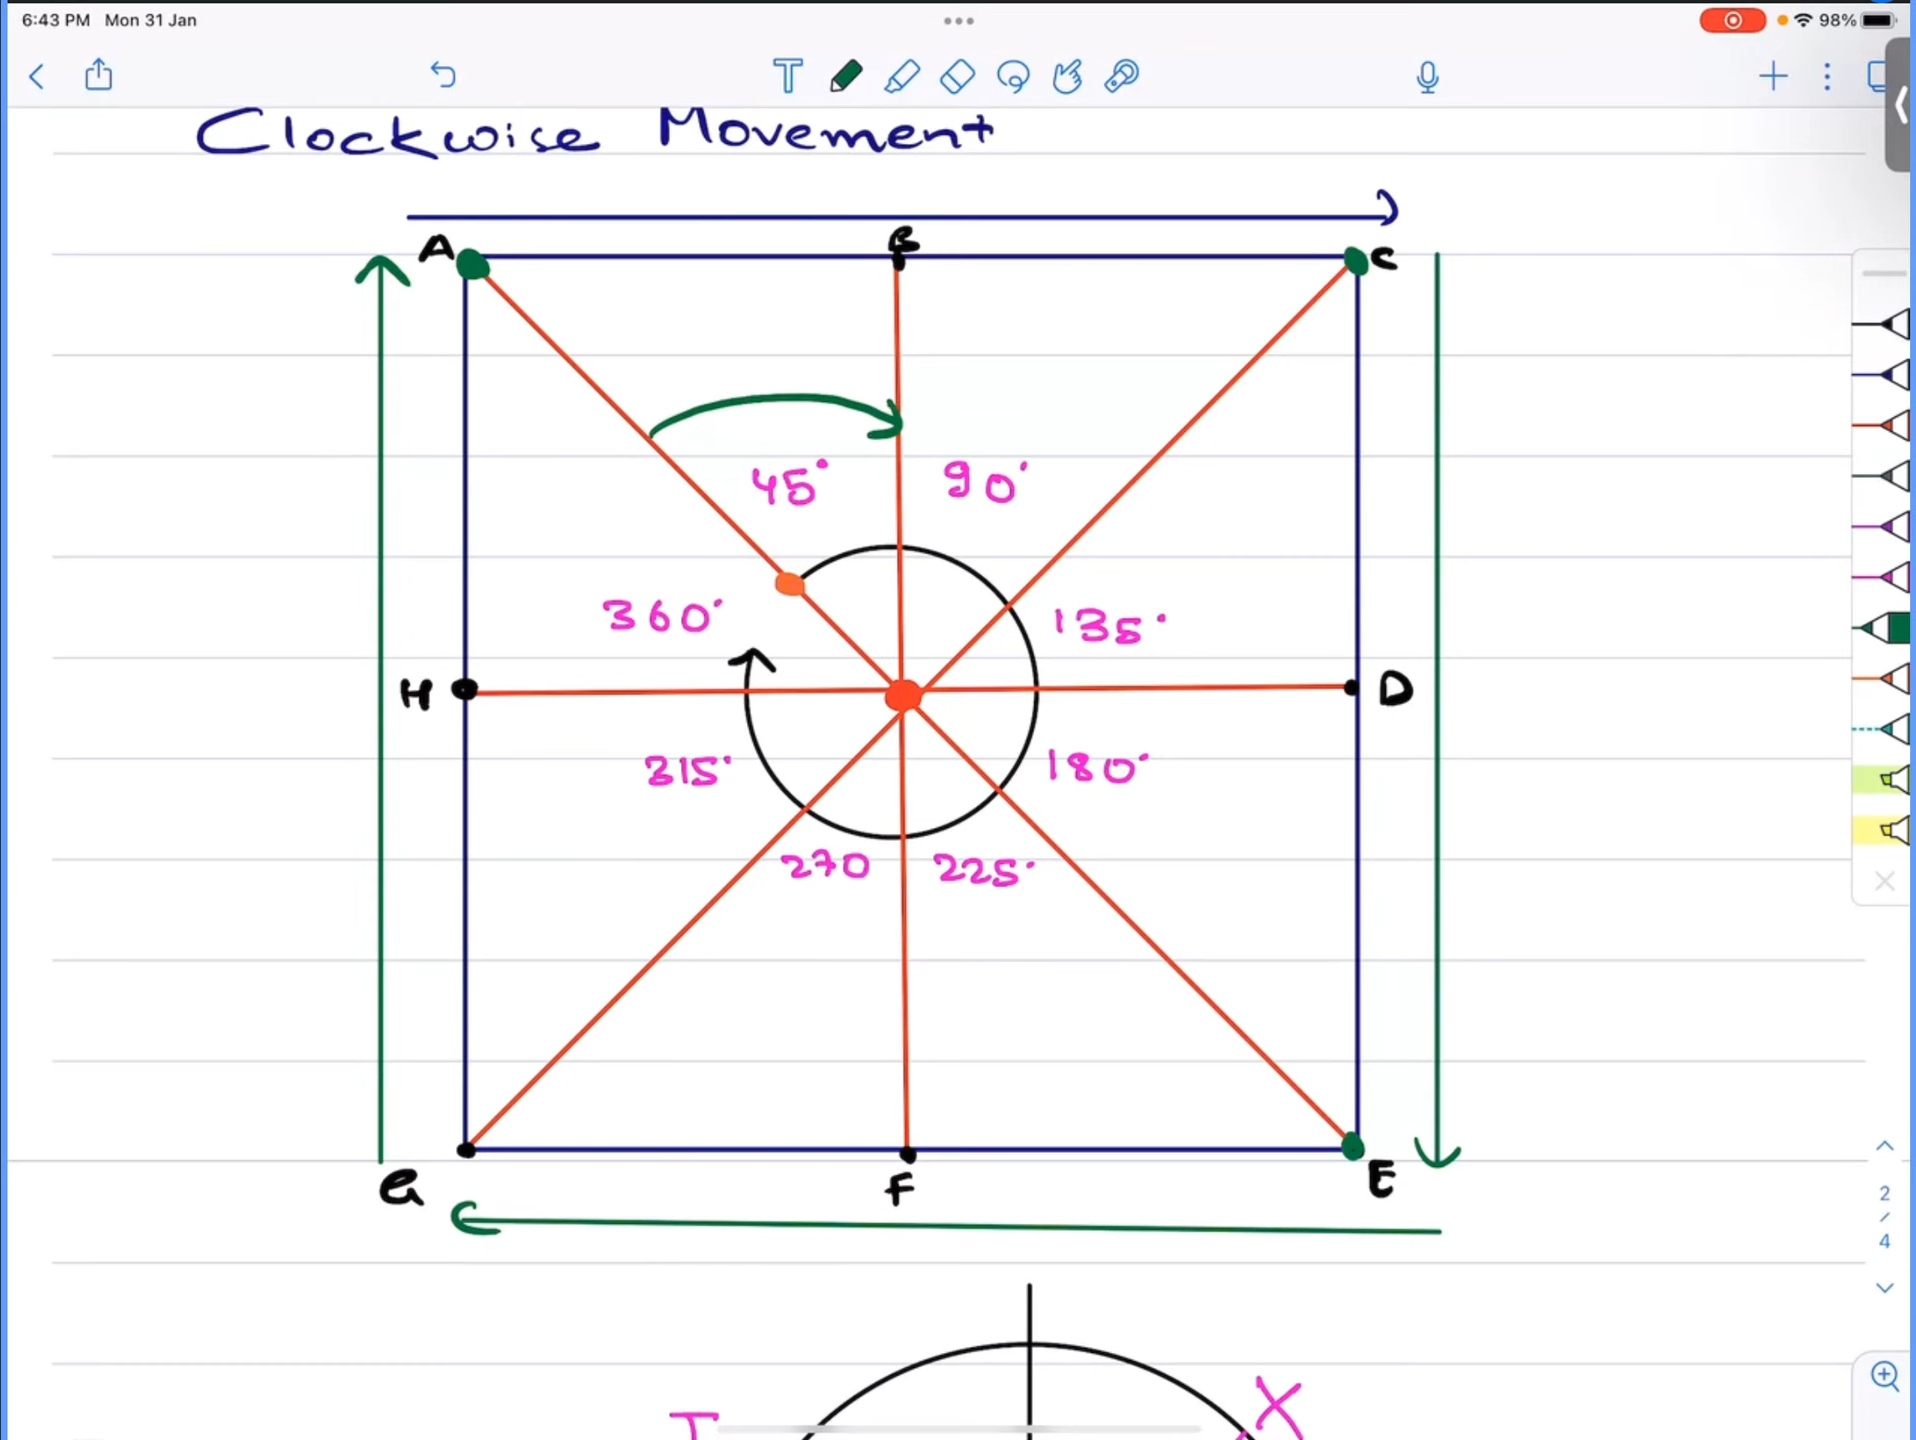 6:43 PM Mon 31 Jan
98%
Clockwise Movement
A B C
45° 90°
360° 135°
H D
315° 180°
270 225°
G F E
2
/
4
I X